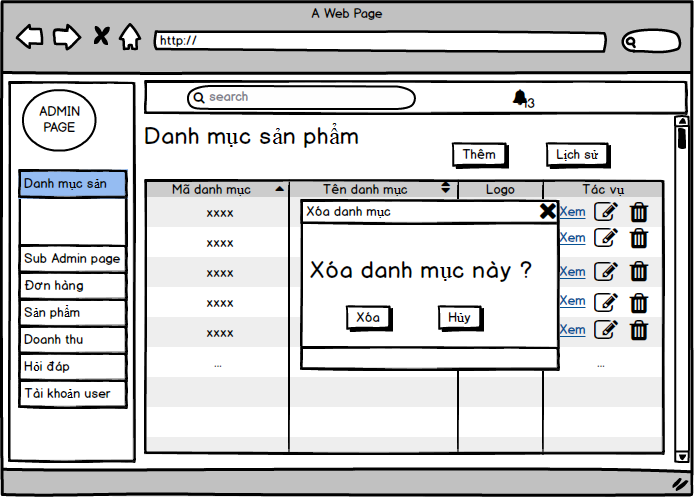 A Web Page
http://
search
13
ADMIN
PAGE
Danh mục sản phẩm
Thêm
Lịch sử
Danh mục sản
Sub Admin page
Đơn hàng
Sản phẩm
Doanh thu
Hỏi đáp
Tài khoản user
Mã danh mục
Tên danh mục
Logo
Tác vụ
xxxx
Xem
xxxx
Xem
xxxx
Xem
xxxx
Xem
xxxx
Xem
...
...
Xóa danh mục
Xóa danh mục này ?
Xóa
Hủy